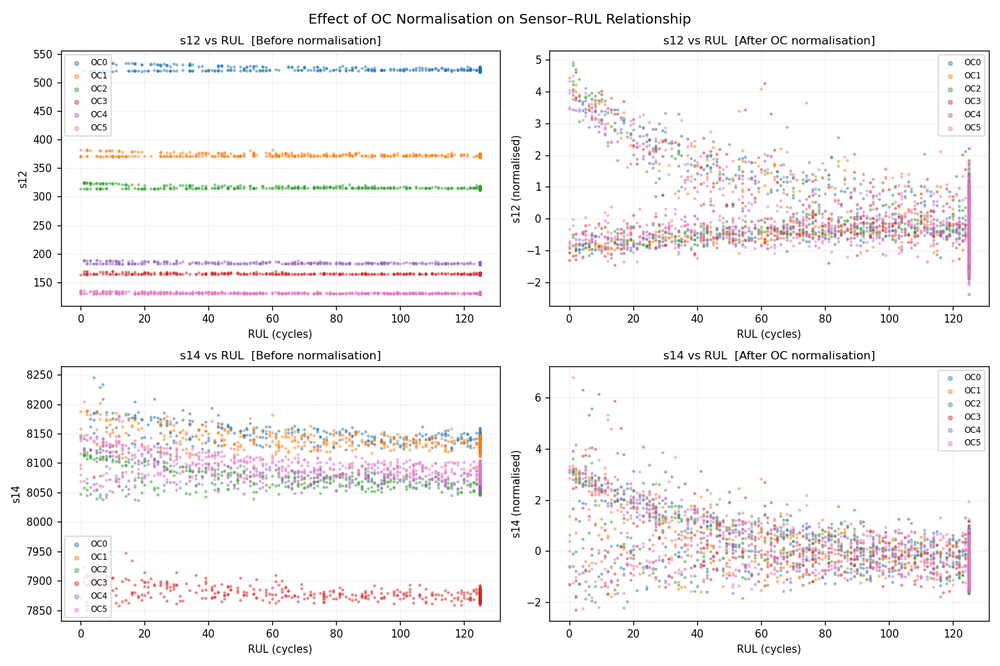 Effect of OC Normalisation on Sensor–RUL Relationship
s12 vs RUL  [Before normalisation]
550
500
450
400
350
300
250
200
150
s12
0 20 40 60 80 100 120
RUL (cycles)
OC0
OC1
OC2
OC3
OC4
OC5
s12 vs RUL  [After OC normalisation]
5
4
3
2
1
0
−1
−2
s12 (normalised)
0 20 40 60 80 100 120
RUL (cycles)
OC0
OC1
OC2
OC3
OC4
OC5
s14 vs RUL  [Before normalisation]
8250
8200
8150
8100
8050
8000
7950
7900
7850
s14
0 20 40 60 80 100 120
RUL (cycles)
OC0
OC1
OC2
OC3
OC4
OC5
s14 vs RUL  [After OC normalisation]
6
4
2
0
−2
s14 (normalised)
0 20 40 60 80 100 120
RUL (cycles)
OC0
OC1
OC2
OC3
OC4
OC5